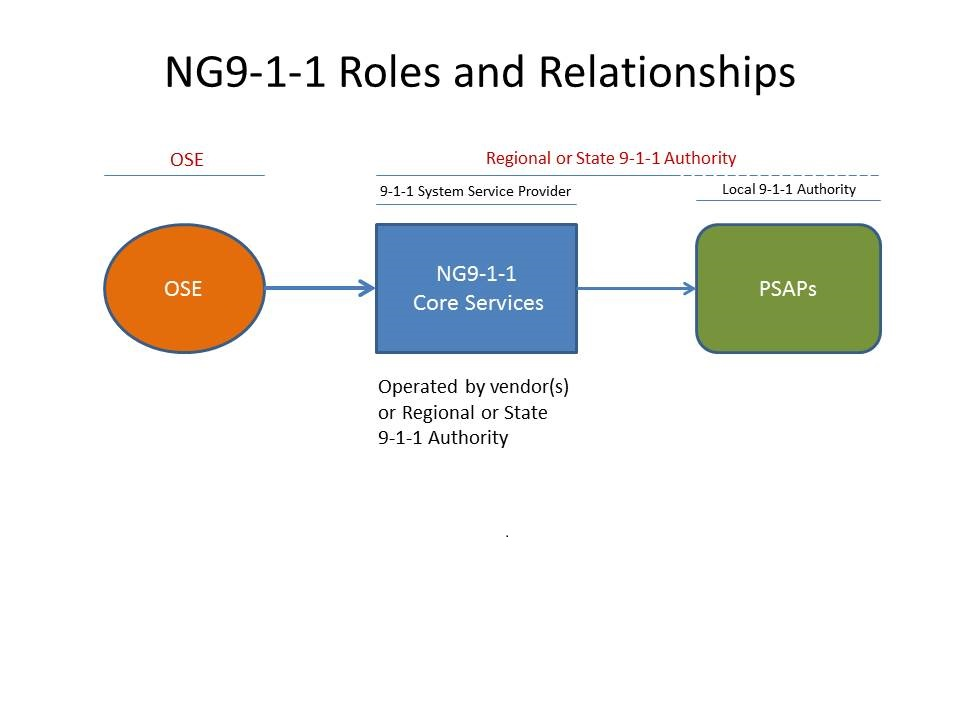 NG9-1-1 Roles and Relationships
OSE
Regional or State 9-1-1 Authority
9-1-1 System Service Provider
Local 9-1-1 Authority
OSE
NG9-1-1
Core Services
PSAPs
Operated by vendor(s)
or Regional or State
9-1-1 Authority
.